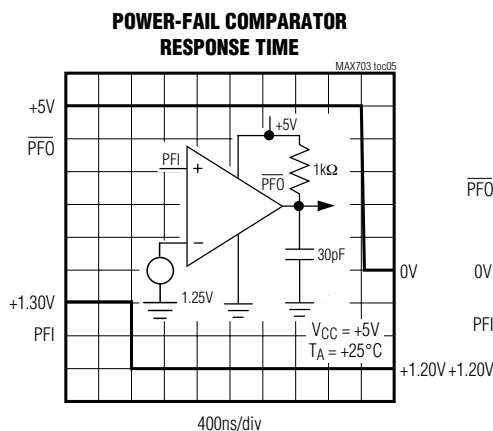 POWER-FAIL COMPARATOR
RESPONSE TIME
MAX703 toc05
+5V
+5V
PFO
PFI
+
PFO
1kΩ
PFO
−
30pF
0V
0V
+1.30V
1.25V
PFI
VCC = +5V
PFI
TA = +25°C
+1.20V
+1.20V
400ns/div